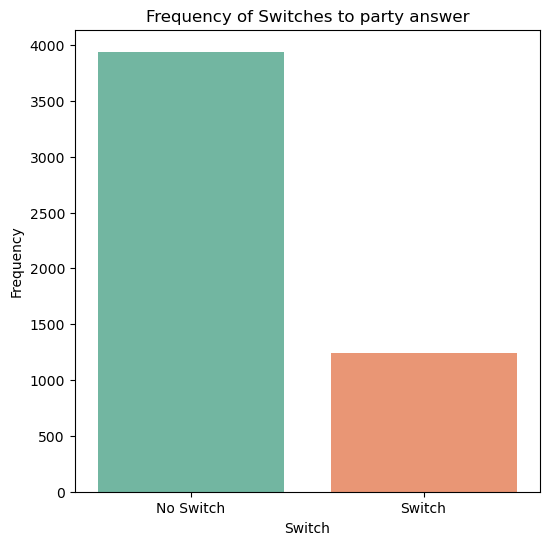 Frequency of Switches to party answer
4000
3500
3000
2500
2000
1500
1000
500
0
Frequency
No Switch
Switch
Switch